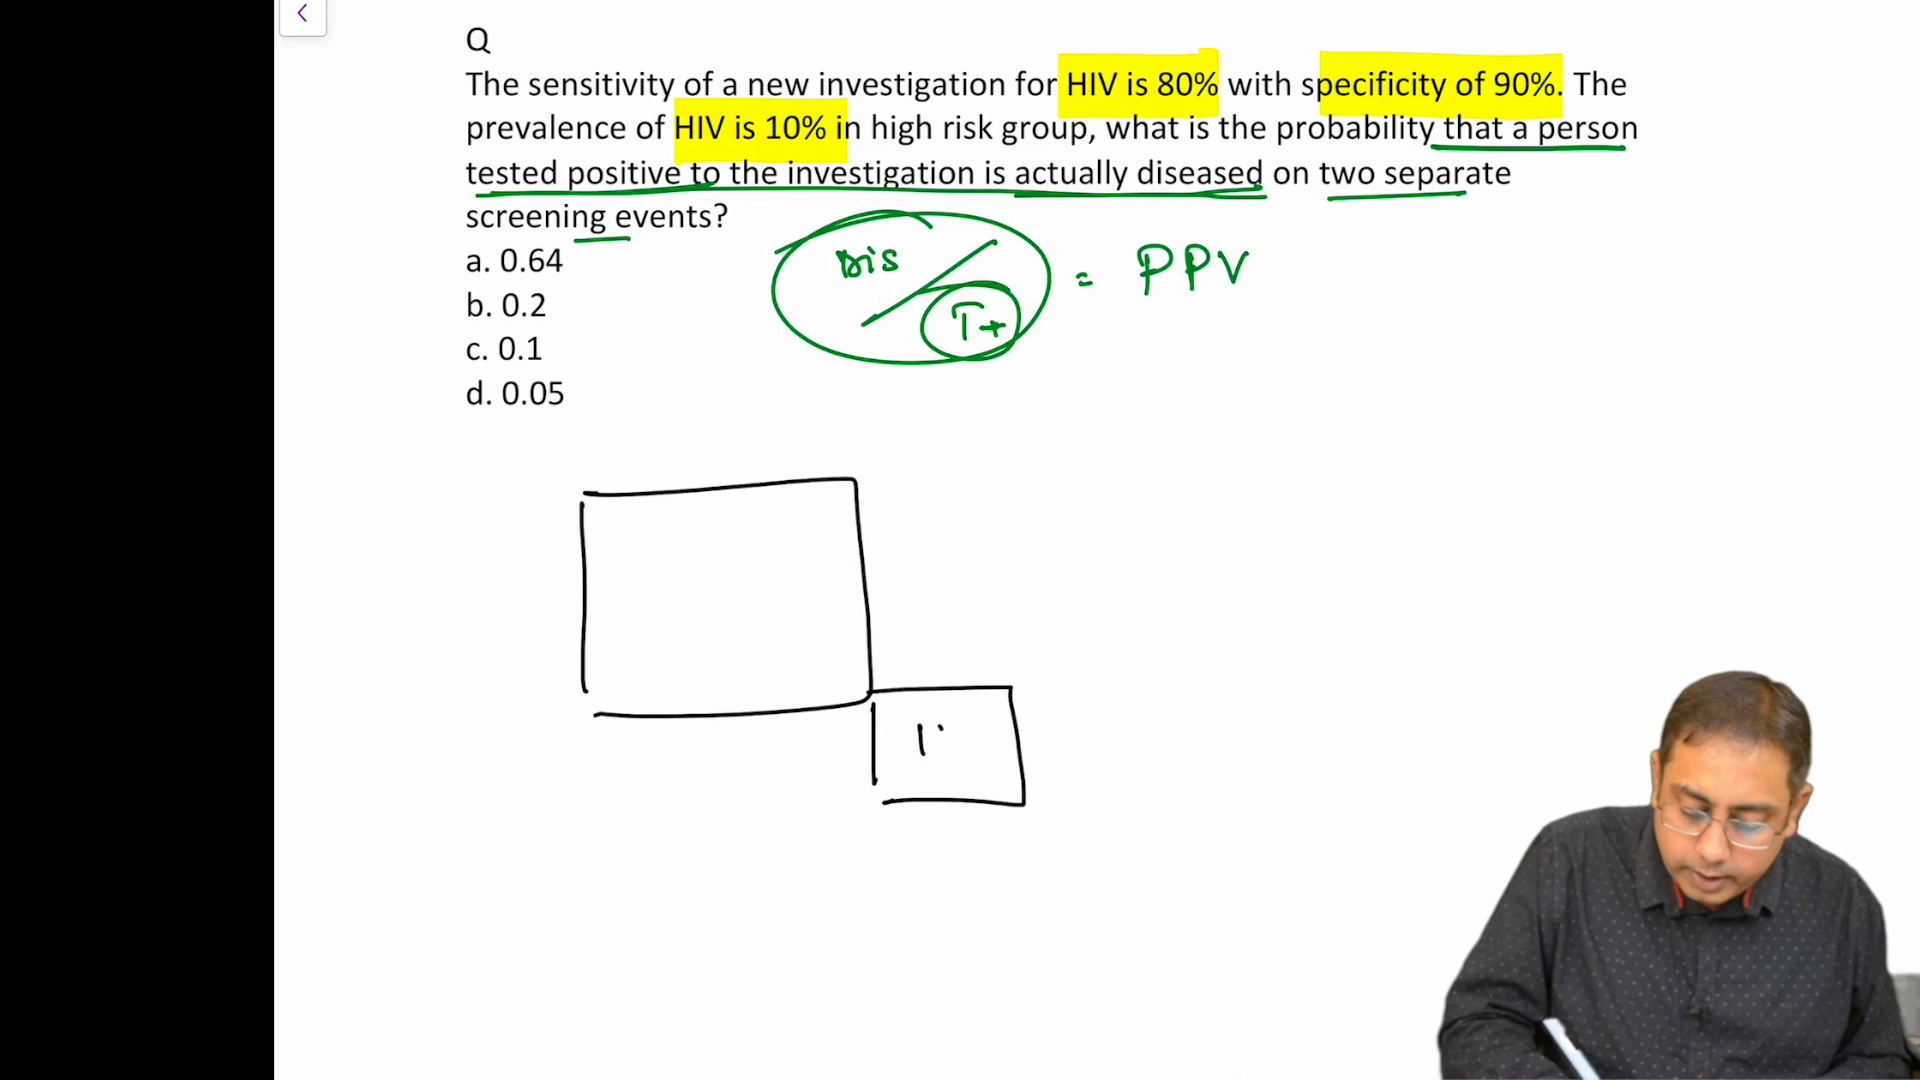 Q
The sensitivity of a new investigation for HIV is 80% with specificity of 90%. The
prevalence of HIV is 10% in high risk group, what is the probability that a person
tested positive to the investigation is actually diseased on two separate
screening events?
a. 0.64
b. 0.2
c. 0.1
d. 0.05
Dis / T+ = PPV